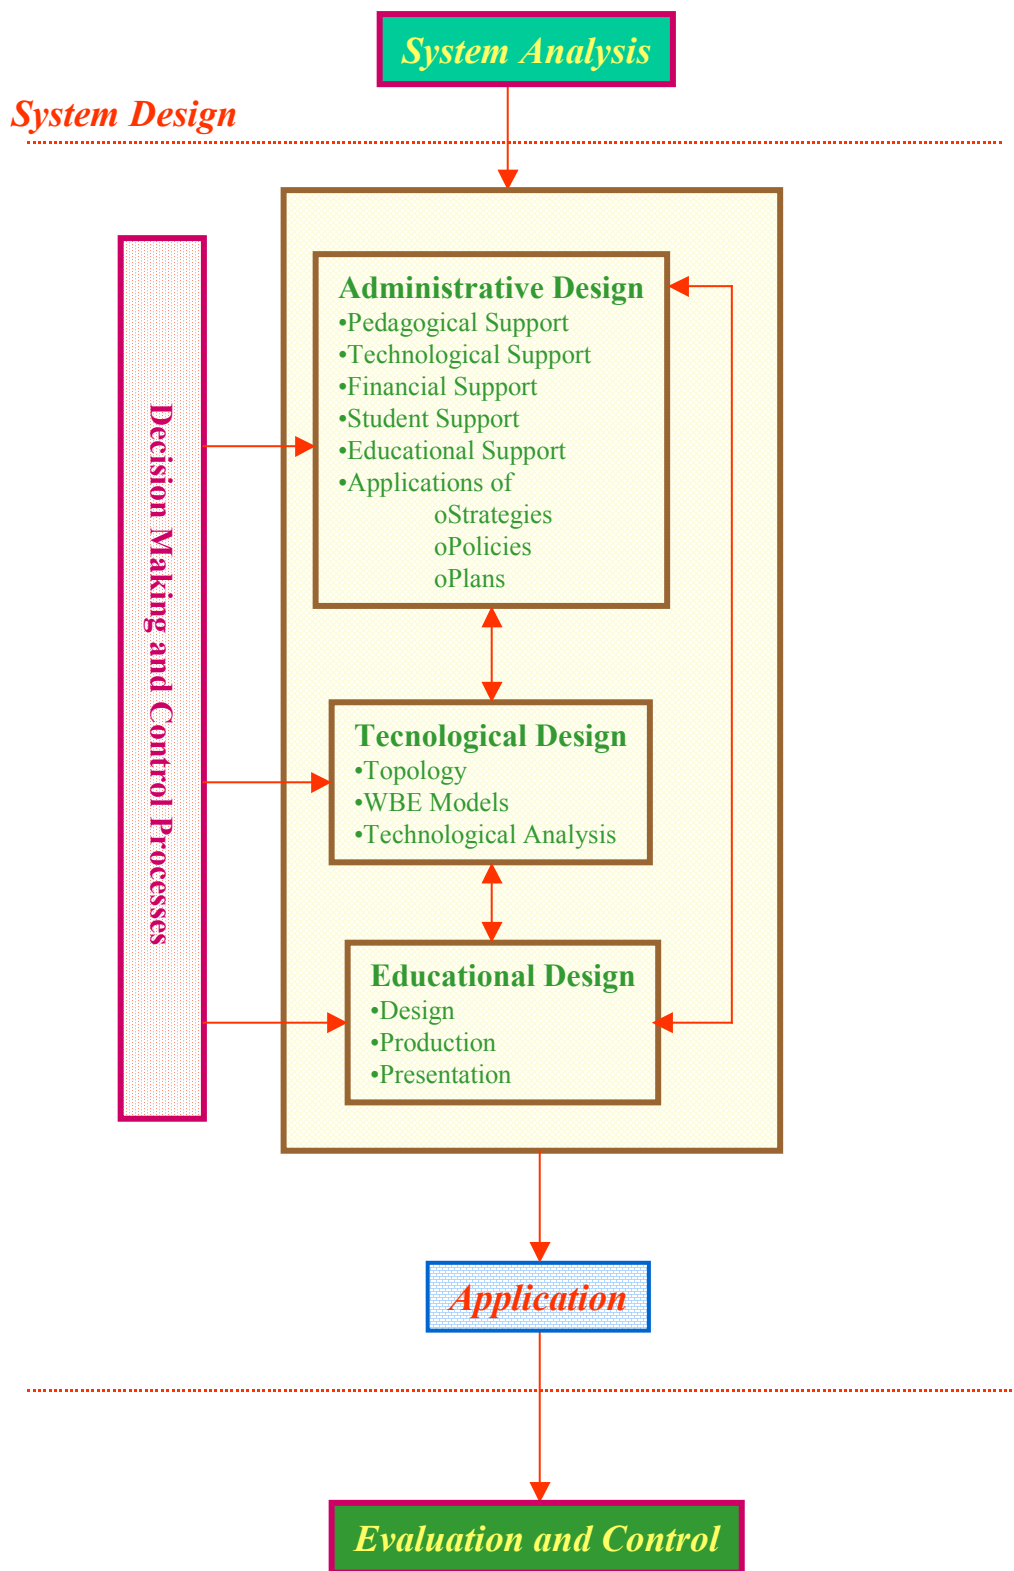 System Analysis
System Design
Decision Making and Control Processes
Administrative Design
•Pedagogical Support
•Technological Support
•Financial Support
•Student Support
•Educational Support
•Applications of
oStrategies
oPolicies
oPlans
Tecnological Design
•Topology
•WBE Models
•Technological Analysis
Educational Design
•Design
•Production
•Presentation
Application
Evaluation and Control